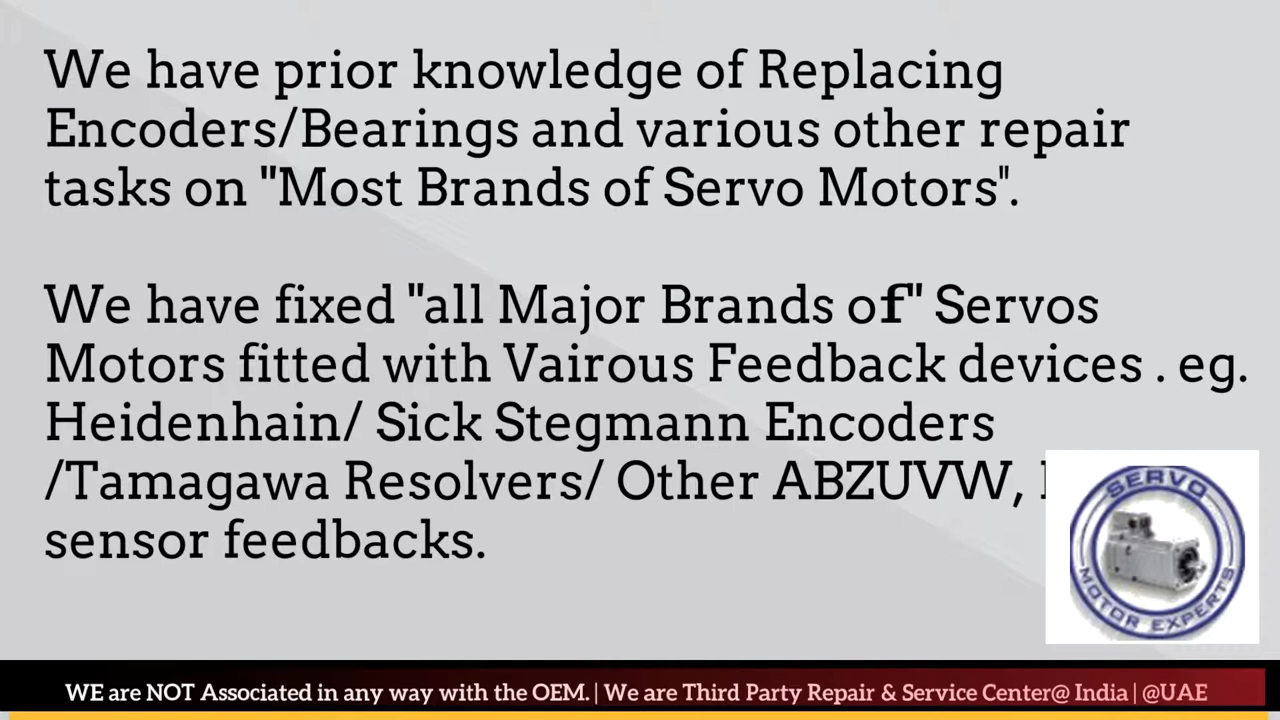 We have prior knowledge of Replacing
Encoders/Bearings and various other repair
tasks on "Most Brands of Servo Motors".
We have fixed "all Major Brands of" Servos
Motors fitted with Vairous Feedback devices . eg.
Heidenhain/ Sick Stegmann Encoders
/Tamagawa Resolvers/ Other ABZUVW,
sensor feedbacks.
SERVO
MOTOR EXPERTS
WE are NOT Associated in any way with the OEM. | We are Third Party Repair & Service Center@ India | @UAE